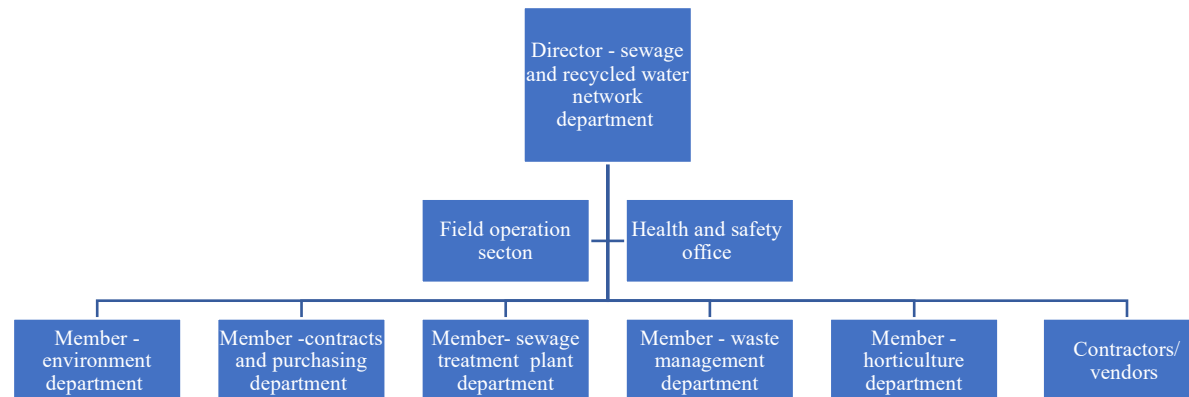 Director - sewage
and recycled water
network
department
Field operation
secton
Health and safety
office
Member -
environment
department
Member -contracts
and purchasing
department
Member- sewage
treatment  plant
department
Member - waste
management
department
Member -
horticulture
department
Contractors/
vendors